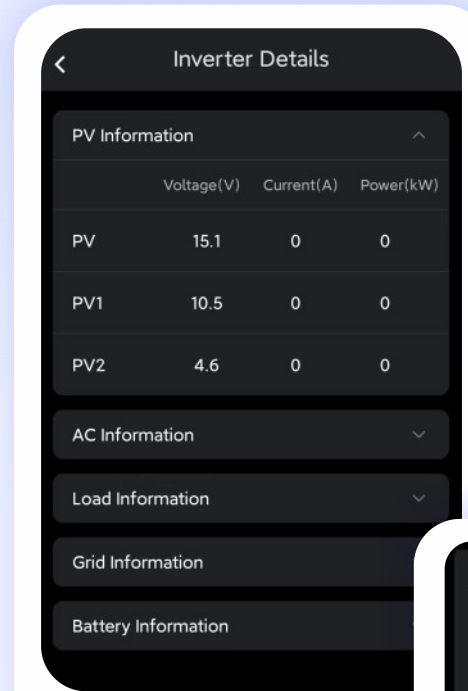 Inverter Details
PV Information
Voltage(V) Current(A) Power(kW)
PV 15.1 0 0
PV1 10.5 0 0
PV2 4.6 0 0
AC Information
Load Information
Grid Information
Battery Information